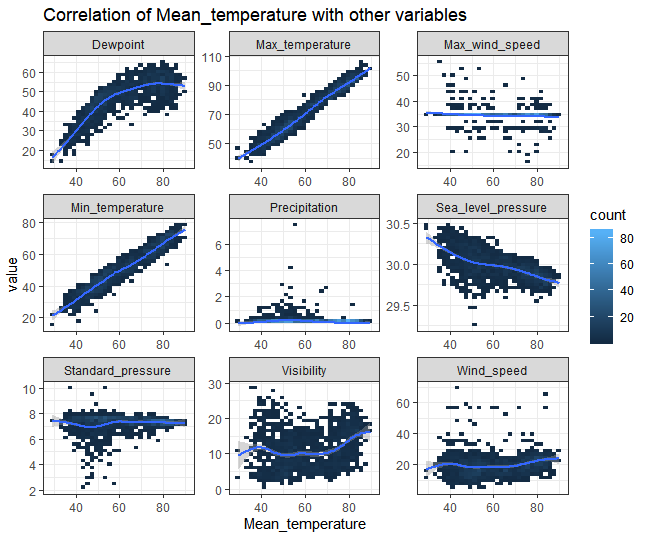 Correlation of Mean_temperature with other variables
Dewpoint
Max_temperature
Max_wind_speed
60
50
40
30
20
40 60 80
110
90
70
50
40 60 80
50
40
30
20
40 60 80
Min_temperature
Precipitation
Sea_level_pressure
80
60
40
20
40 60 80
6
4
2
0
40 60 80
30.5
30.0
29.5
40 60 80
Standard_pressure
Visibility
Wind_speed
10
8
6
4
2
40 60 80
30
20
10
0
40 60 80
60
40
20
40 60 80
value
Mean_temperature
count
80
60
40
20